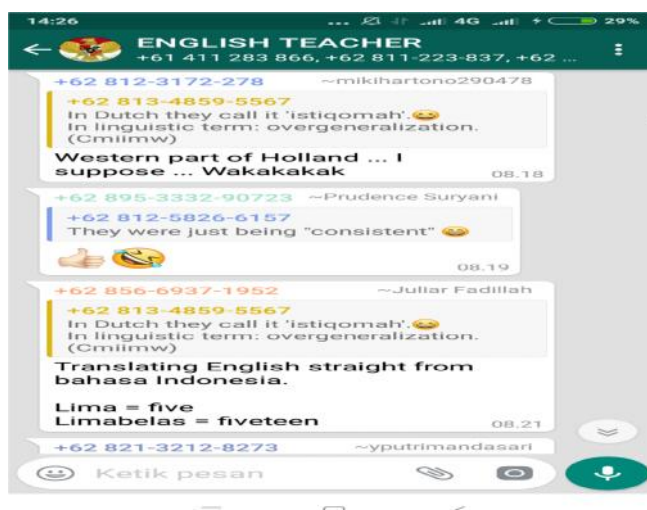 14:26 ... 4G 29%
ENGLISH TEACHER
+61 411 283 866, +62 811-223-837, +62 ...
+62 812-3172-278 ~mikihartono290478
+62 813-4859-5567
In Dutch they call it 'istiqomah'.😄
In linguistic term: overgeneralization.
(Cmiimw)
Western part of Holland ... I
suppose ... Wakakakak 08.18
+62 895-3332-90723 ~Prudence Suryani
+62 812-5826-6157
They were just being "consistent" 😄
👍🏻🤣
08.19
+62 856-6937-1952 ~Juliar Fadillah
+62 813-4859-5567
In Dutch they call it 'istiqomah'.😄
In linguistic term: overgeneralization.
(Cmiimw)
Translating English straight from
bahasa Indonesia.
Lima = five
Limabelas = fiveteen 08.21
+62 821-3212-8273 ~yputrimandasari
Ketik pesan